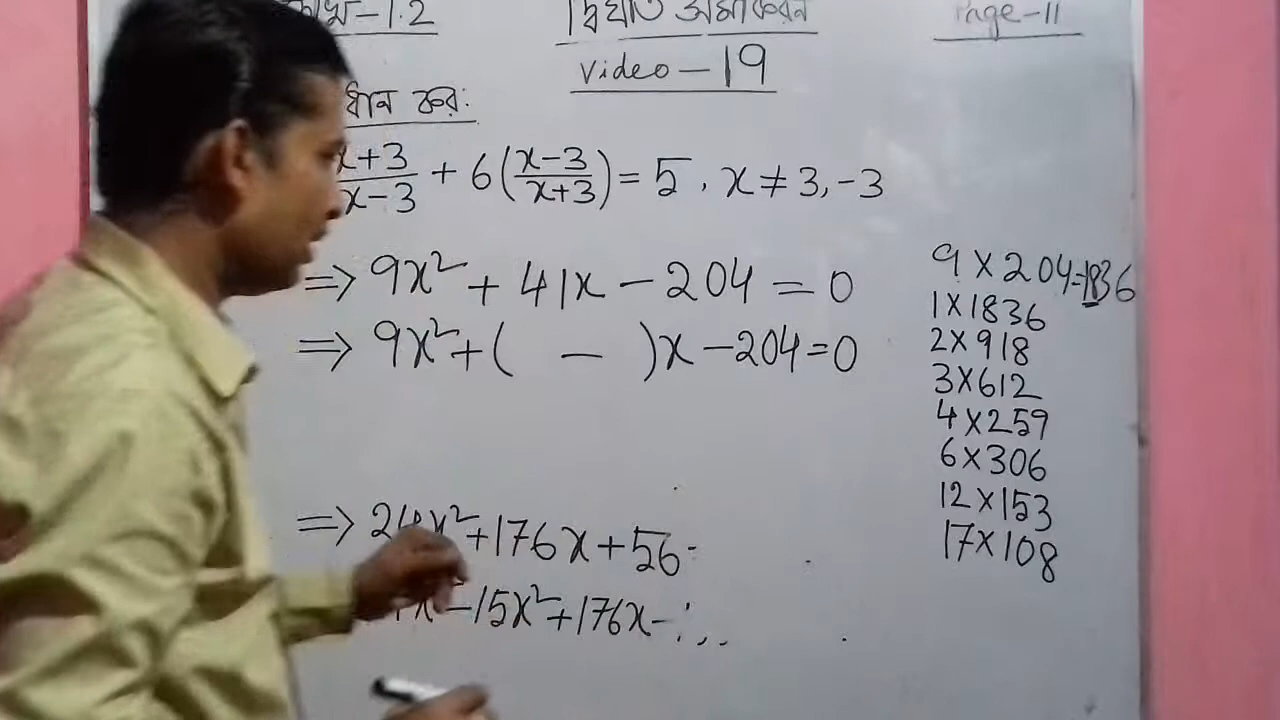 –1.2
দ্বিঘাত সমীকরন
Page–11
Video – 19
ধান কর:
x+3/x–3 + 6(x–3/x+3) = 5, x ≠ 3, –3
⇒ 9x² + 41x – 204 = 0
⇒ 9x² + ( – )x – 204 = 0
⇒ x² + 176x + 56
x² – 15x² + 176x –
9 X 204 = 1836
1 X 1836
2 X 918
3 X 612
4 X 259
6 X 306
12 X 153
17 X 108